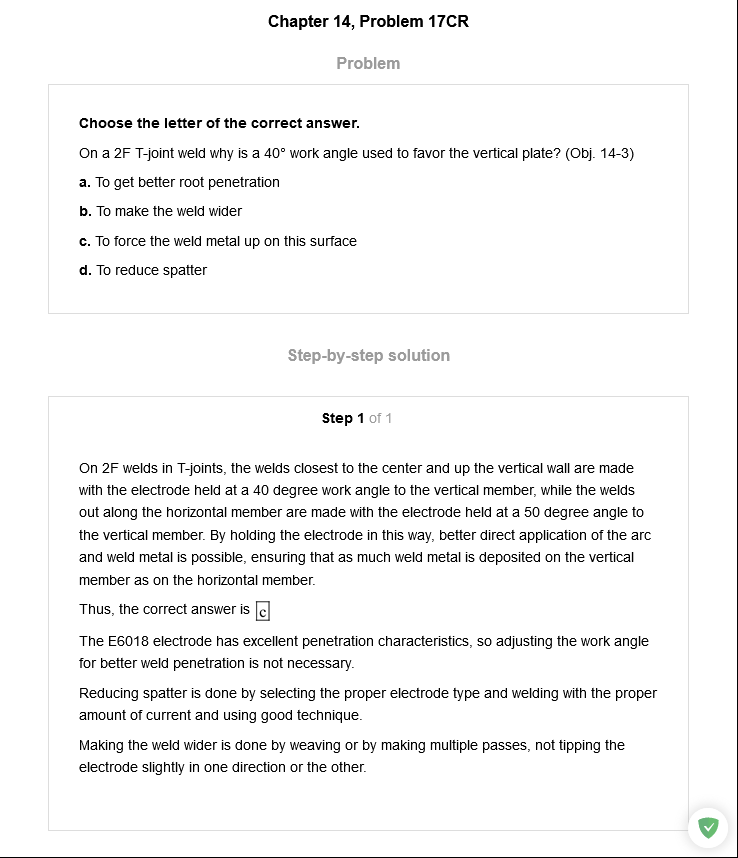 Chapter 14, Problem 17CR
Problem
Choose the letter of the correct answer.
On a 2F T-joint weld why is a 40° work angle used to favor the vertical plate? (Obj. 14-3)
a. To get better root penetration
b. To make the weld wider
c. To force the weld metal up on this surface
d. To reduce spatter
Step-by-step solution
Step 1 of 1
On 2F welds in T-joints, the welds closest to the center and up the vertical wall are made
with the electrode held at a 40 degree work angle to the vertical member, while the welds
out along the horizontal member are made with the electrode held at a 50 degree angle to
the vertical member. By holding the electrode in this way, better direct application of the arc
and weld metal is possible, ensuring that as much weld metal is deposited on the vertical
member as on the horizontal member.
Thus, the correct answer is c
The E6018 electrode has excellent penetration characteristics, so adjusting the work angle
for better weld penetration is not necessary.
Reducing spatter is done by selecting the proper electrode type and welding with the proper
amount of current and using good technique.
Making the weld wider is done by weaving or by making multiple passes, not tipping the
electrode slightly in one direction or the other.